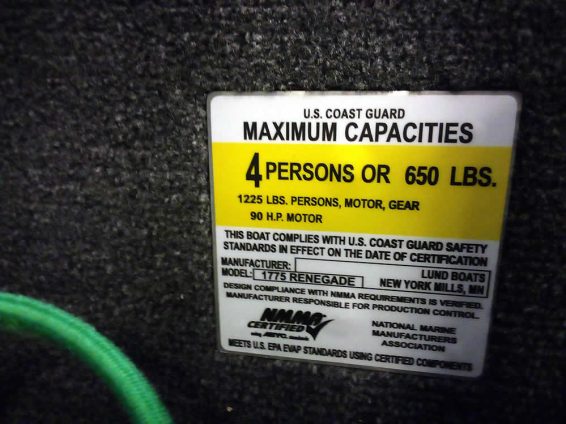 U.S. COAST GUARD
MAXIMUM CAPACITIES
4 PERSONS OR 650 LBS.
1225 LBS. PERSONS, MOTOR, GEAR
90 H.P. MOTOR
THIS BOAT COMPLIES WITH U.S. COAST GUARD SAFETY
STANDARDS IN EFFECT ON THE DATE OF CERTIFICATION
MANUFACTURER: LUND BOATS
MODEL: 1775 RENEGADE NEW YORK MILLS, MN
DESIGN COMPLIANCE WITH NMMA REQUIREMENTS IS VERIFIED.
MANUFACTURER RESPONSIBLE FOR PRODUCTION CONTROL.
NMMA
CERTIFIED
using ABYC standards
NATIONAL MARINE
MANUFACTURERS
ASSOCIATION
MEETS U.S. EPA EVAP STANDARDS USING CERTIFIED COMPONENTS